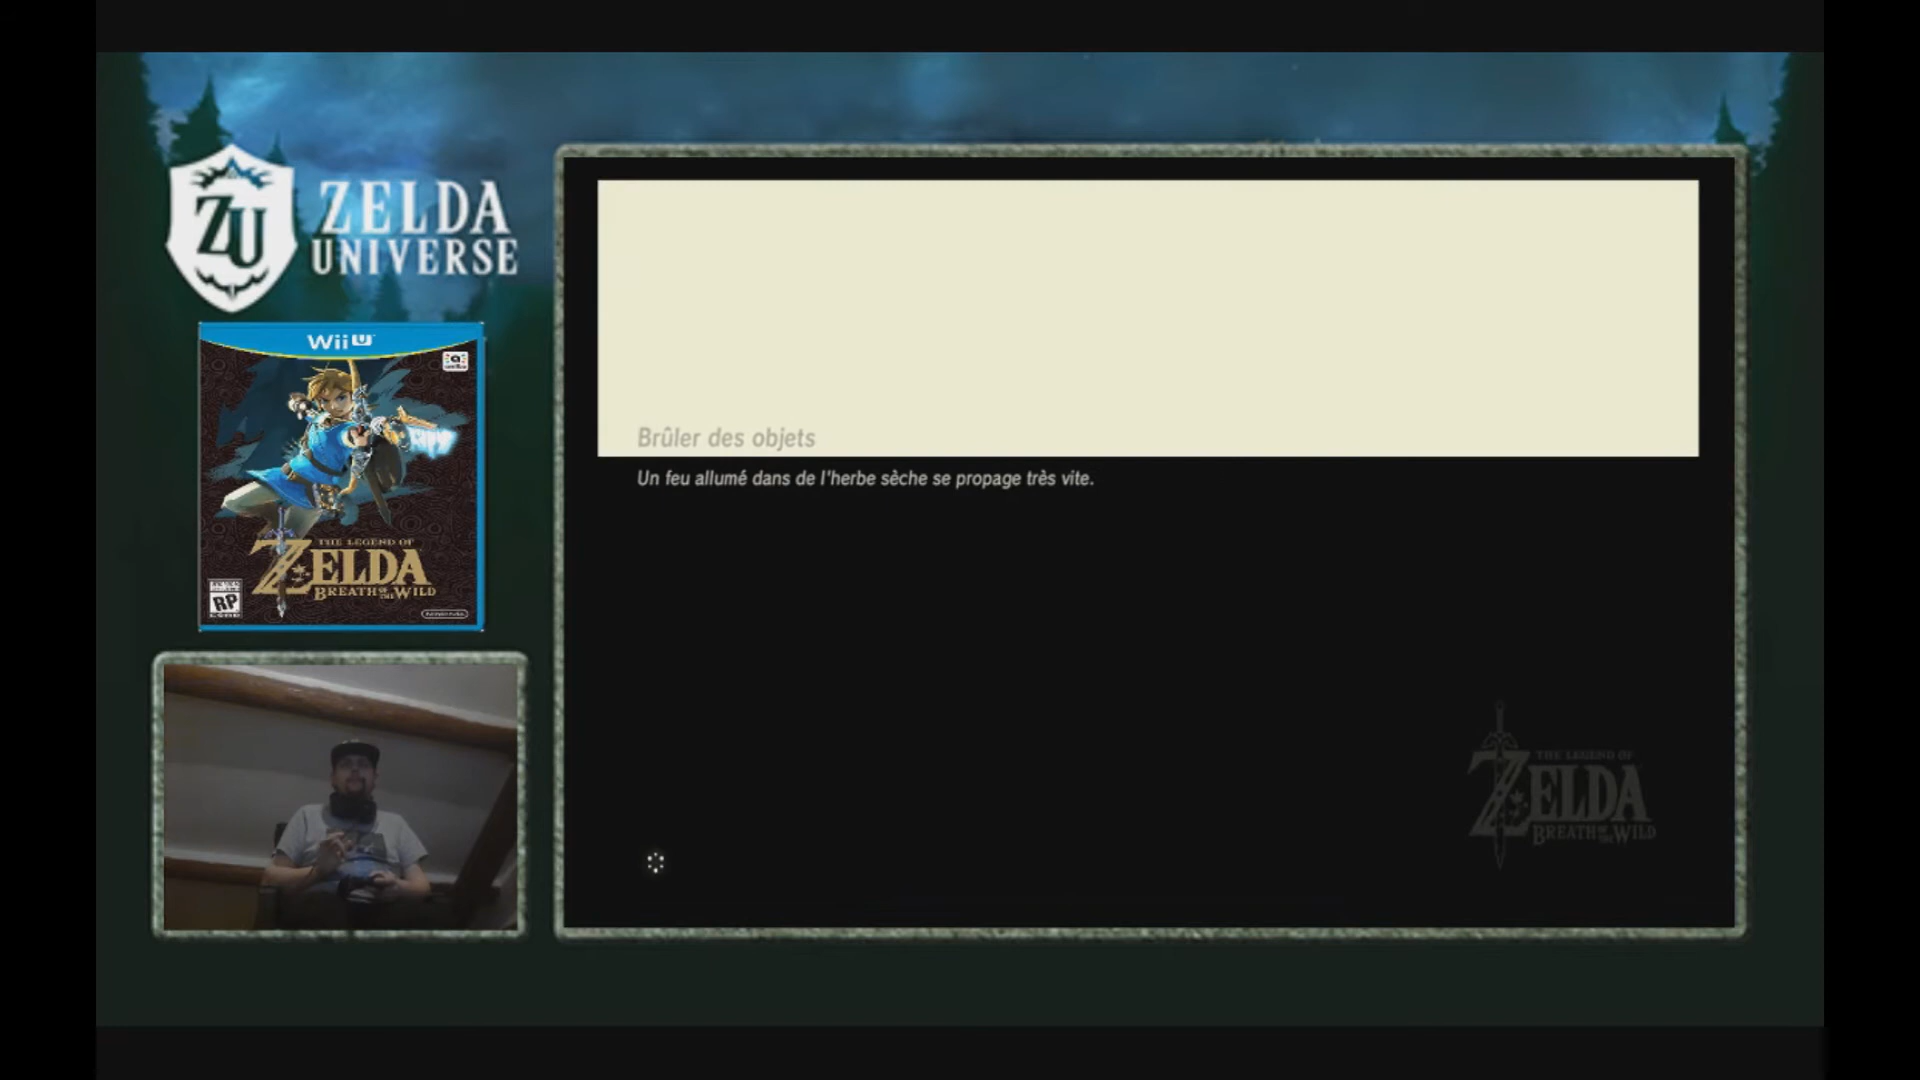 ZU
ZELDA
UNIVERSE
Wii U
THE LEGEND OF
ZELDA
BREATH OF THE WILD
RP
Brûler des objets
Un feu allumé dans de l'herbe sèche se propage très vite.
THE LEGEND OF
ZELDA
BREATH OF THE WILD